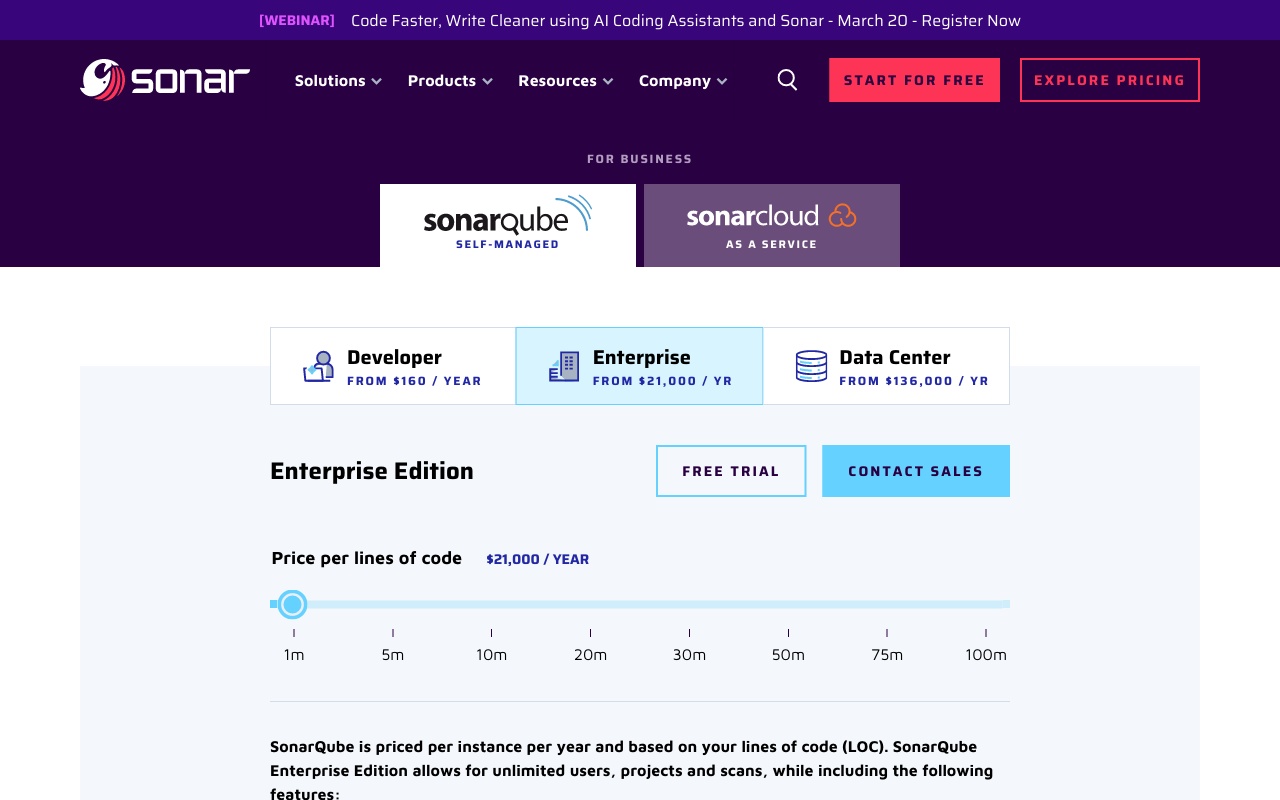 [WEBINAR] Code Faster, Write Cleaner using AI Coding Assistants and Sonar - March 20 - Register Now
sonar Solutions Products Resources Company START FOR FREE EXPLORE PRICING
FOR BUSINESS
sonarqube sonarcloud
SELF-MANAGED AS A SERVICE
Developer Enterprise Data Center
FROM $160 / YEAR FROM $21,000 / YR FROM $136,000 / YR
Enterprise Edition FREE TRIAL CONTACT SALES
Price per lines of code $21,000 / YEAR
1m 5m 10m 20m 30m 50m 75m 100m
SonarQube is priced per instance per year and based on your lines of code (LOC). SonarQube
Enterprise Edition allows for unlimited users, projects and scans, while including the following
features: